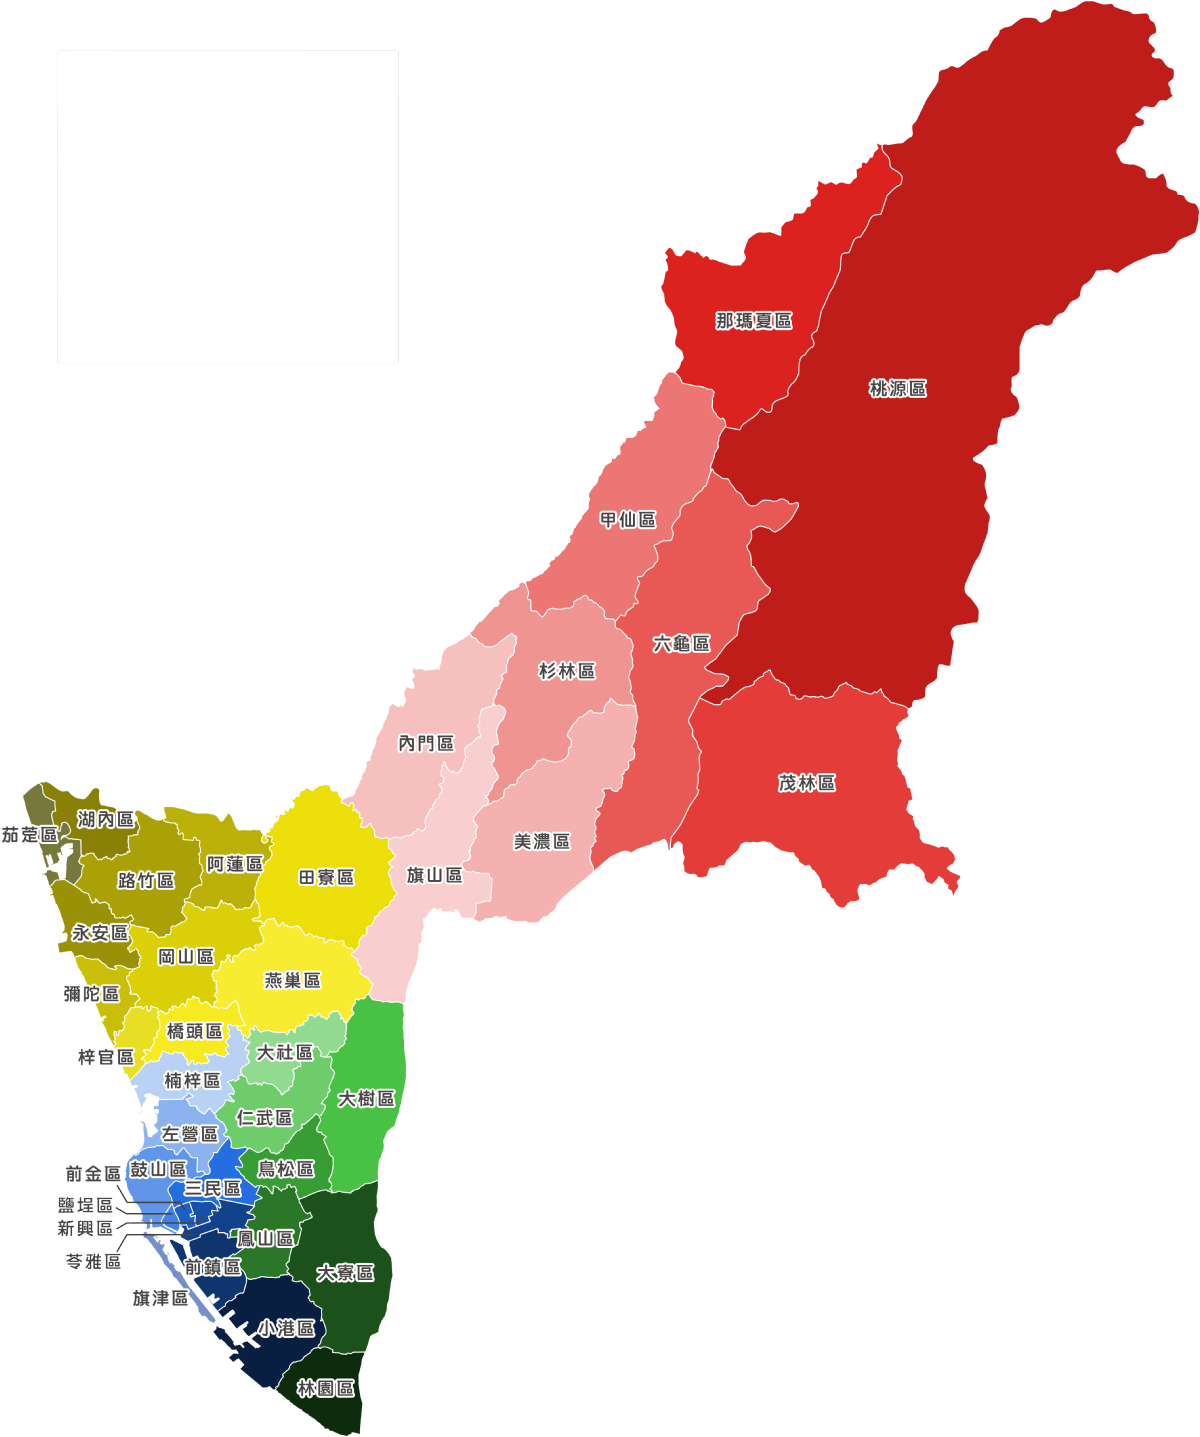 那瑪夏區
桃源區
甲仙區
六龜區
杉林區
內門區
茂林區
美濃區
湖內區
茄萣區
阿蓮區
路竹區
田寮區
旗山區
永安區
岡山區
燕巢區
彌陀區
橋頭區
梓官區
大社區
楠梓區
大樹區
仁武區
左營區
鼓山區
鳥松區
前金區
三民區
鹽埕區
新興區
鳳山區
苓雅區
前鎮區
大寮區
旗津區
小港區
林園區